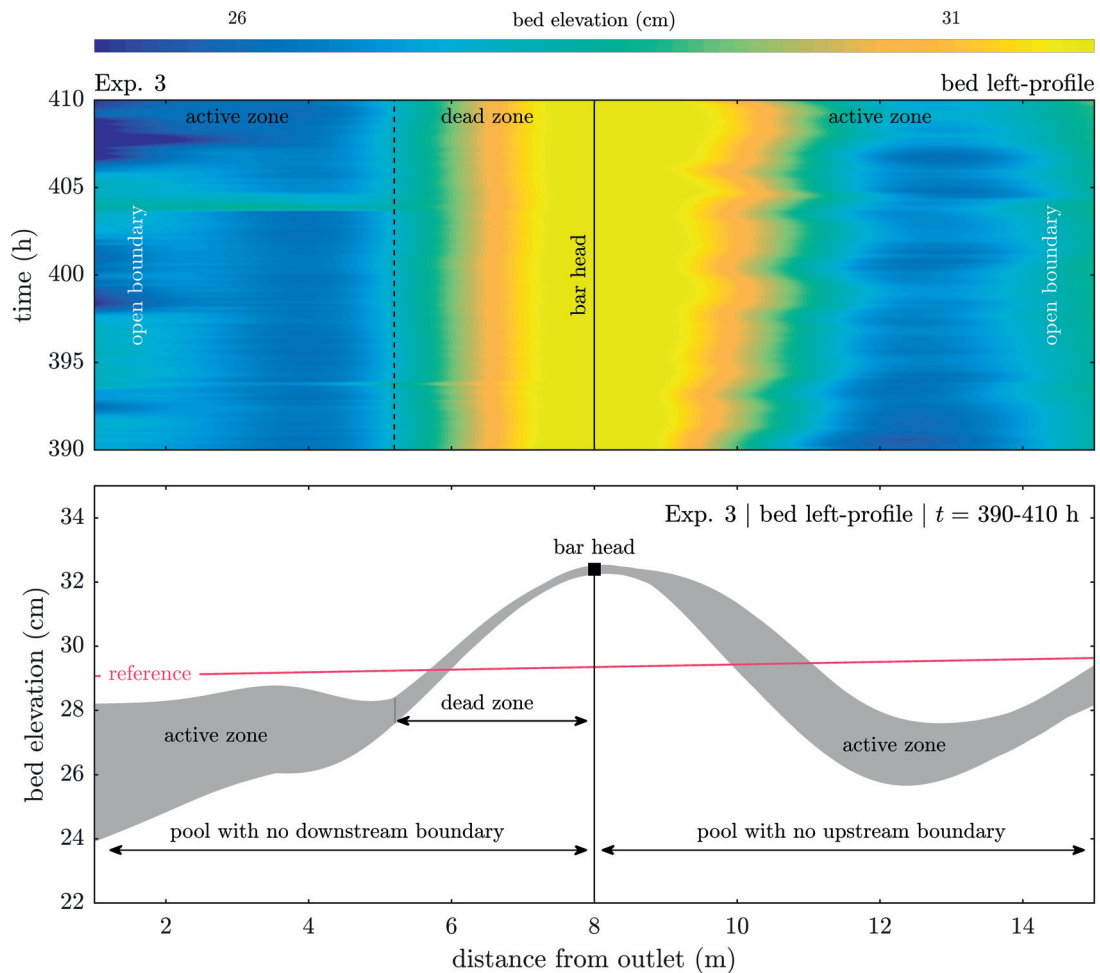 26 bed elevation (cm) 31
Exp. 3 bed left-profile
410
active zone dead zone active zone
405
open boundary
bar head
open boundary
time (h)
400
395
390
34
Exp. 3 | bed left-profile | t = 390-410 h
bar head
32
30
reference
dead zone
28
active zone active zone
26
bed elevation (cm)
pool with no downstream boundary pool with no upstream boundary
24
22
2 4 6 8 10 12 14
distance from outlet (m)